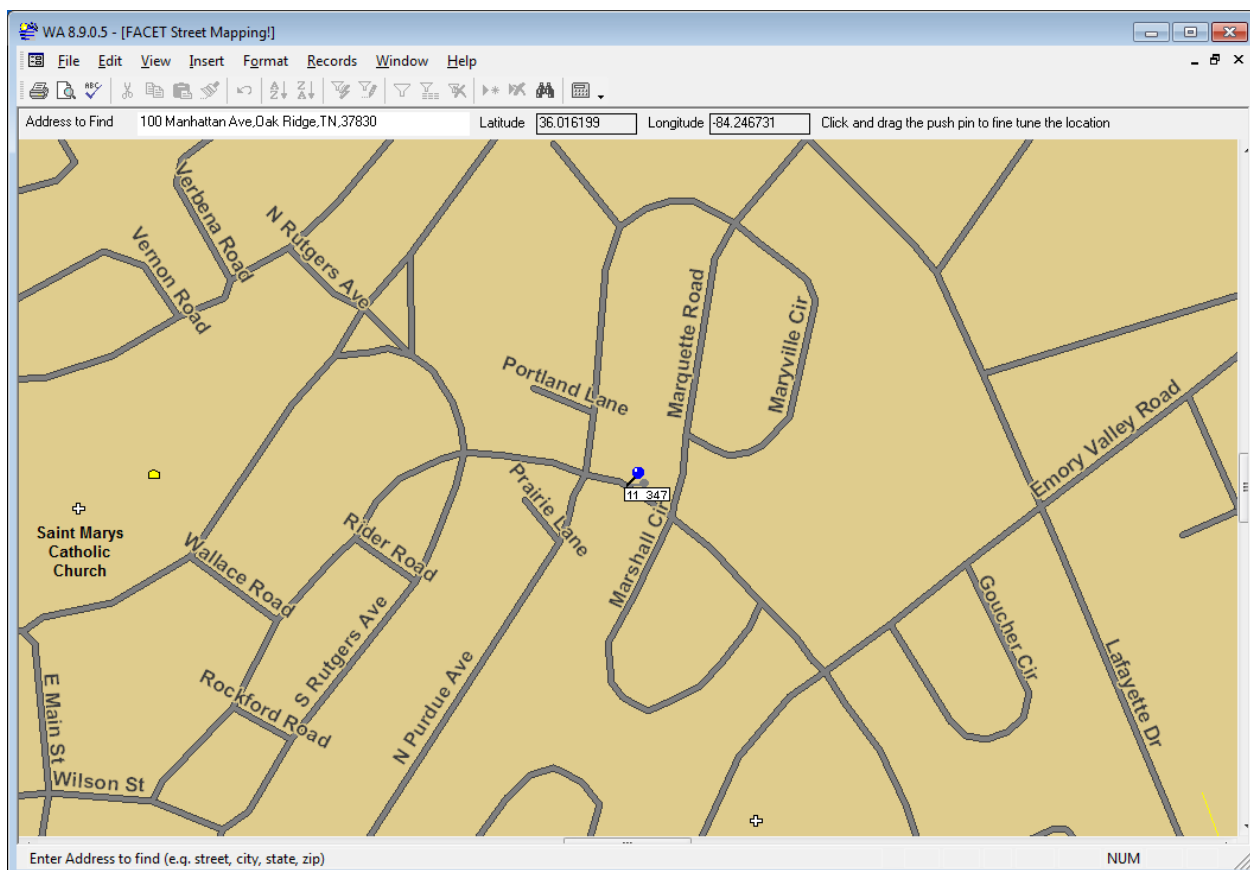 WA 8.9.0.5 - [FACET Street Mapping!]
File Edit View Insert Format Records Window Help
Address to Find 100 Manhattan Ave,Oak Ridge,TN,37830 Latitude 36.016199 Longitude -84.246731 Click and drag the push pin to fine tune the location
Verbena Road
N Rutgers Ave
Vernon Road
Marquette Road
Maryville Cir
Portland Lane
Emory Valley Road
Prairie Lane
11 347
Saint Marys
Catholic
Church
Rider Road
Marshall Cir
Wallace Road
Goucher Cir
S Rutgers Ave
Lafayette Dr
Rockford Road
N Purdue Ave
E Main St
Wilson St
Enter Address to find (e.g. street, city, state, zip) NUM